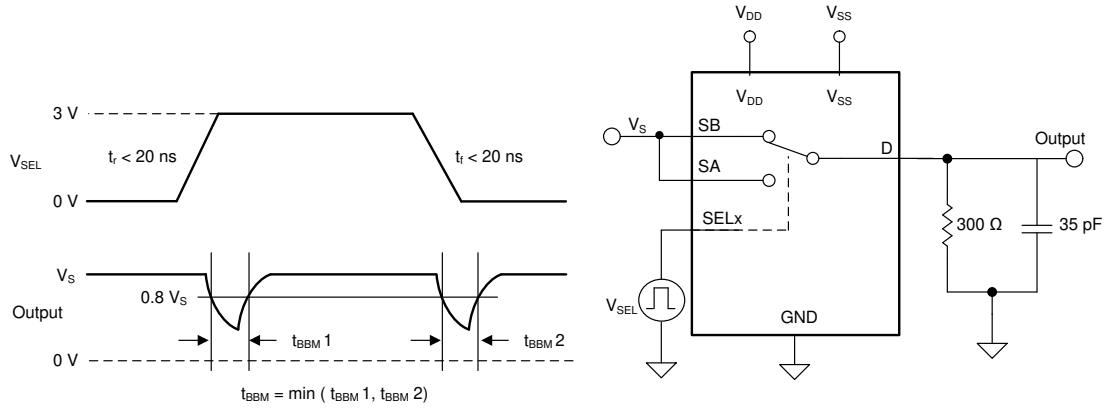 3 V
t_r < 20 ns
V_SEL
t_f < 20 ns
0 V
V_S
0.8 V_S
Output
t_BBM 1
t_BBM 2
0 V
t_BBM = min ( t_BBM 1, t_BBM 2)
V_DD
V_SS
V_DD
V_SS
V_S
SB
D
Output
SA
SELx
300 Ω
35 pF
V_SEL
GND